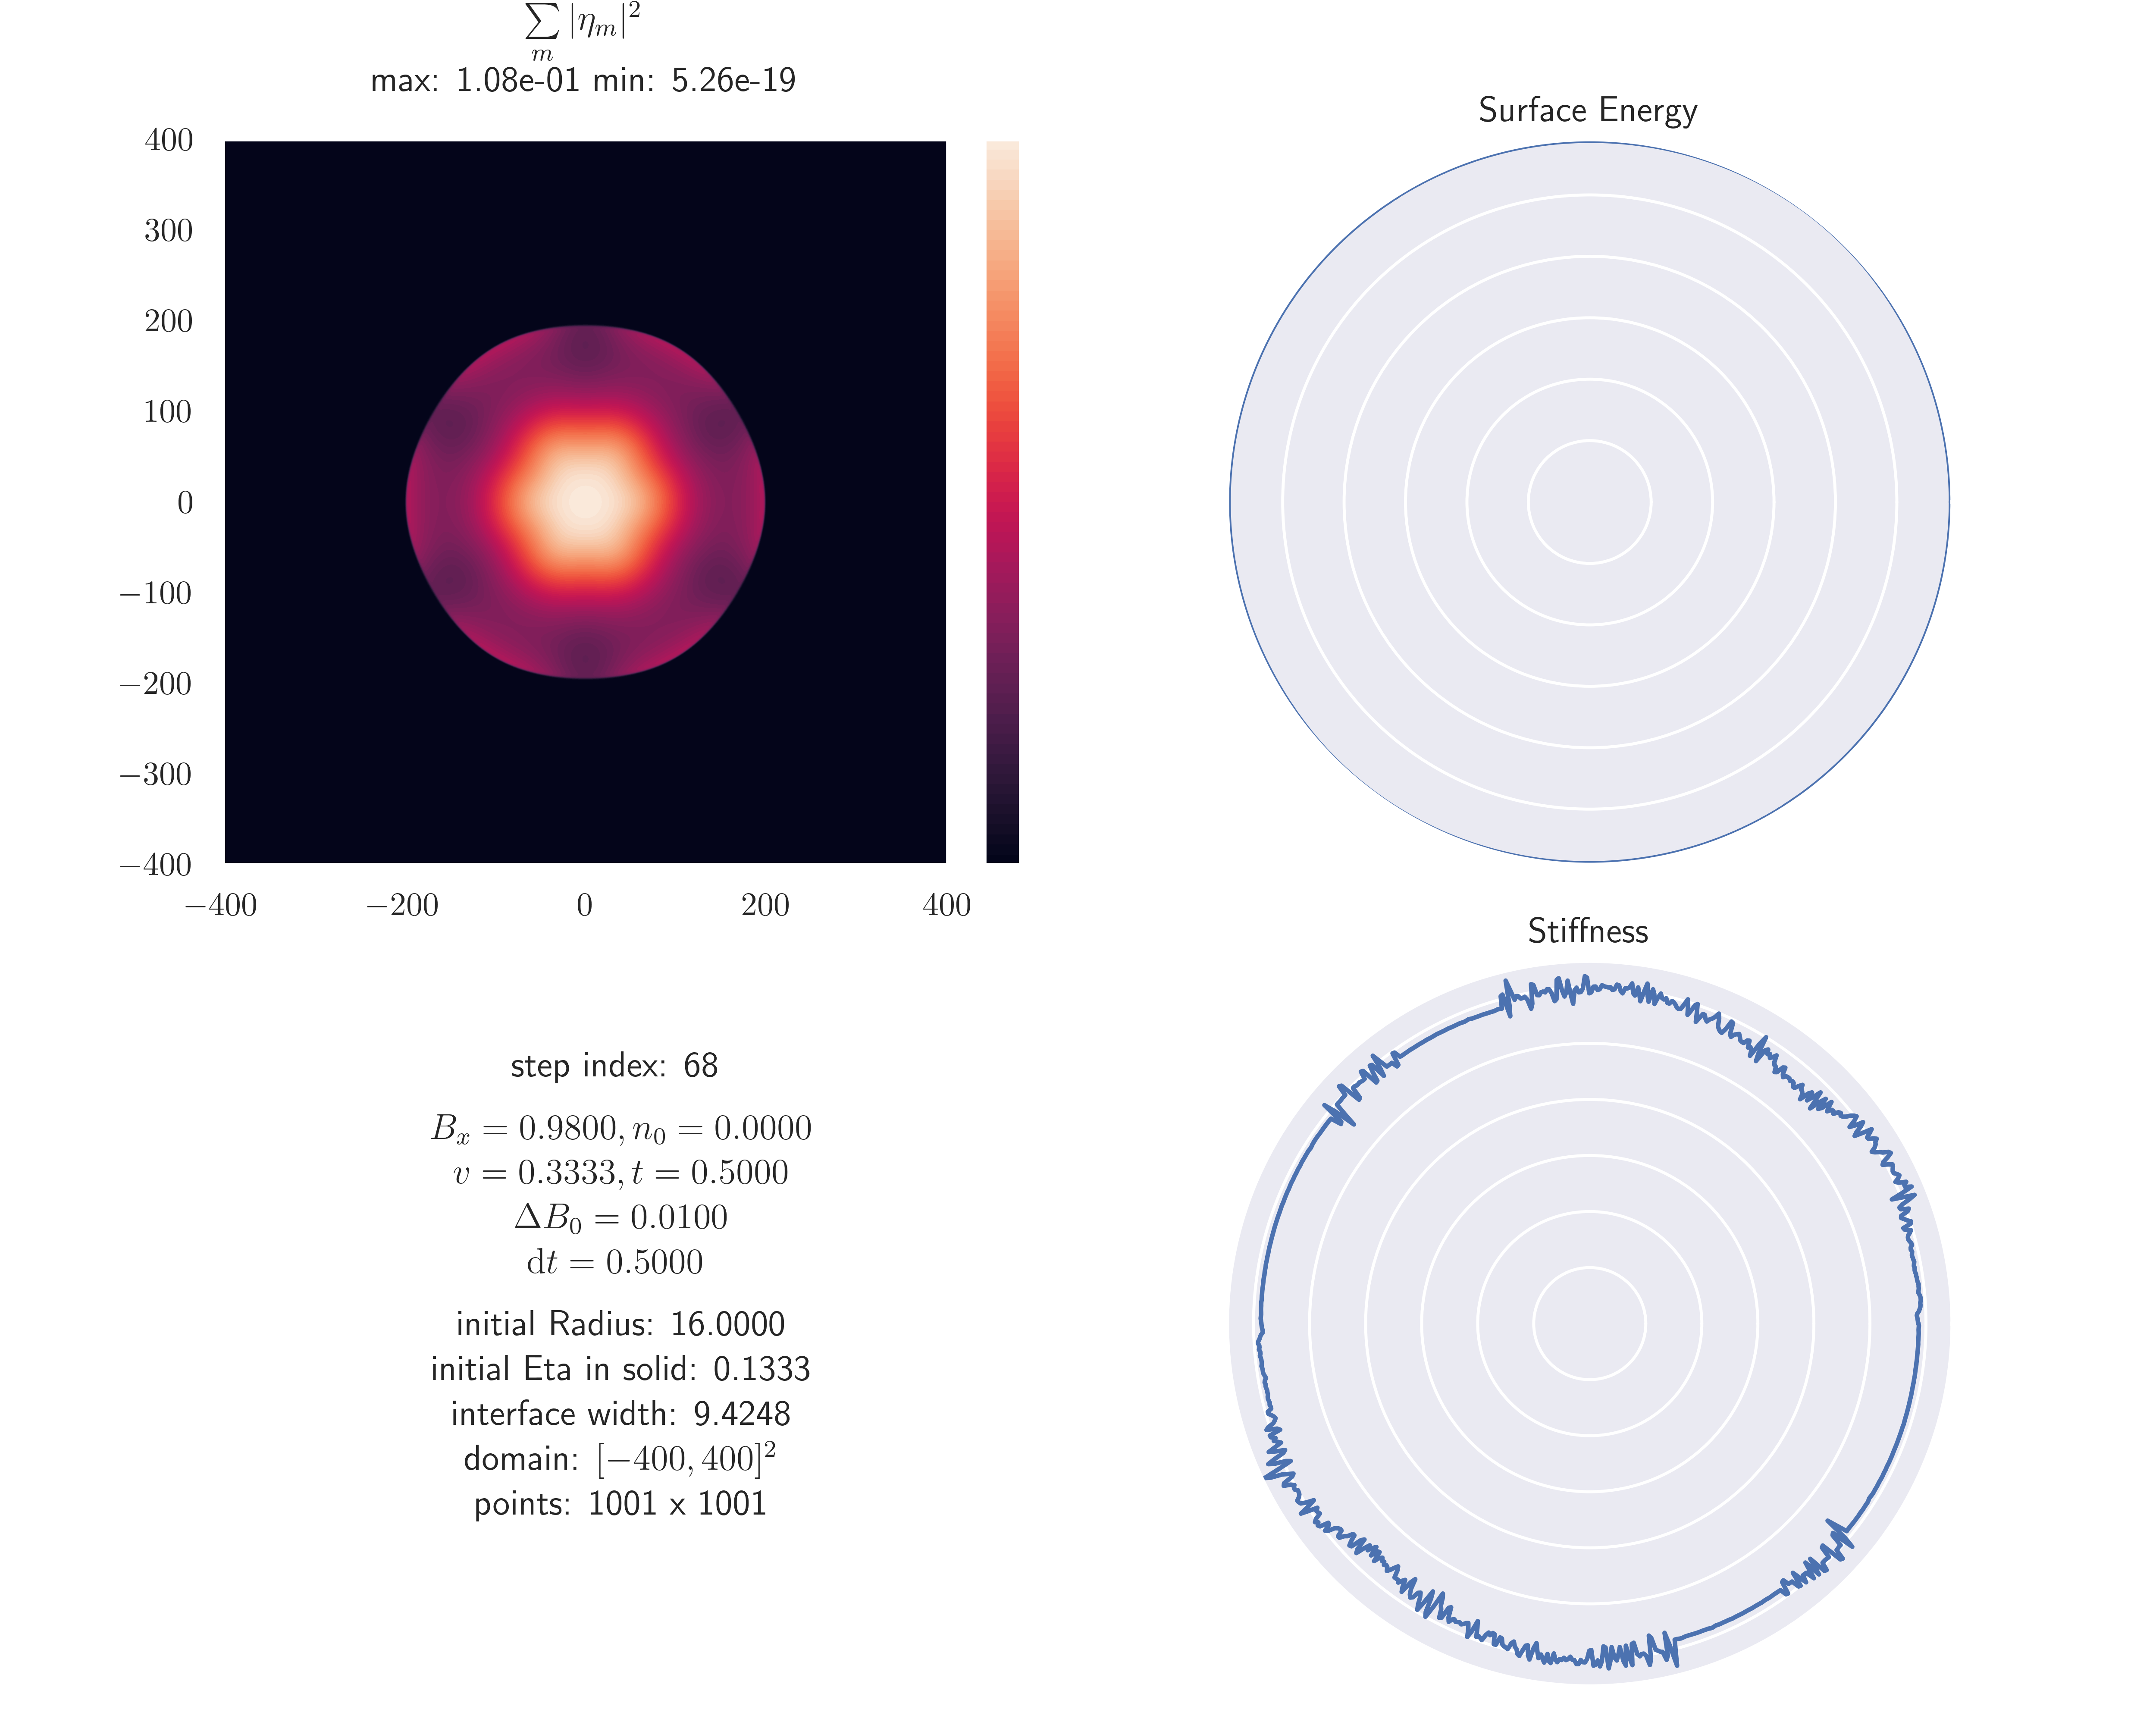 ∑_m |η_m|²
max: 1.08e-01 min: 5.26e-19
400
300
200
100
0
−100
−200
−300
−400
−400 −200 0 200 400
Surface Energy
Stiffness
step index: 68
B_x = 0.9800, n_0 = 0.0000
v = 0.3333, t = 0.5000
ΔB_0 = 0.0100
dt = 0.5000
initial Radius: 16.0000
initial Eta in solid: 0.1333
interface width: 9.4248
domain: [−400, 400]²
points: 1001 x 1001